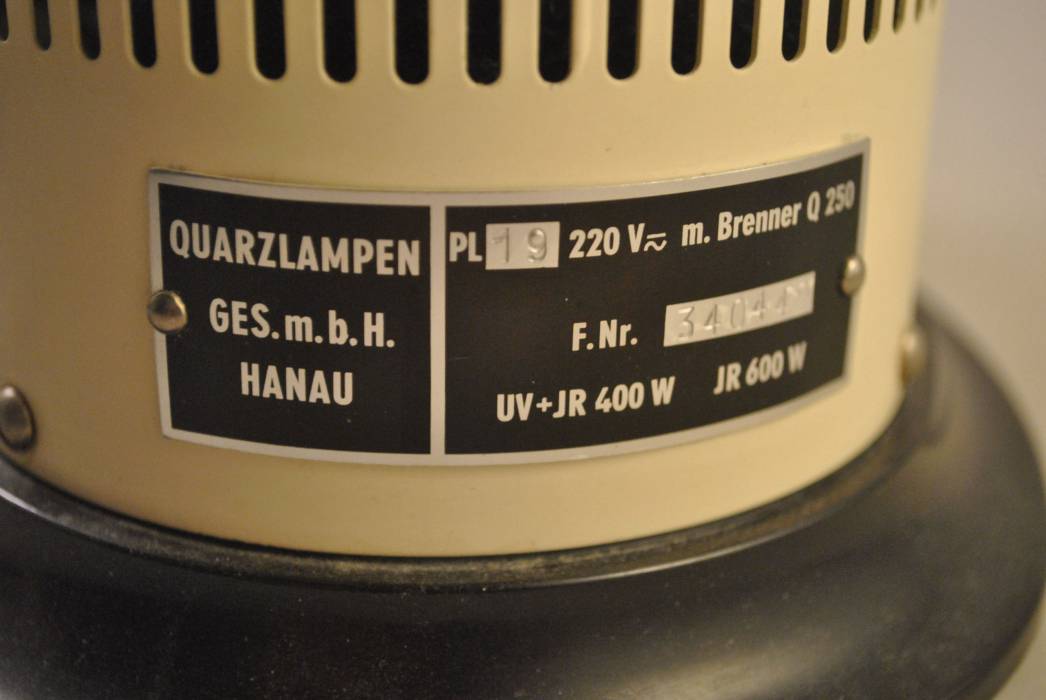 QUARZLAMPEN
GES.m.b.H.
HANAU
PL 19 220 V⎓~ m. Brenner Q 250
F.Nr.
UV+JR 400 W JR 600 W